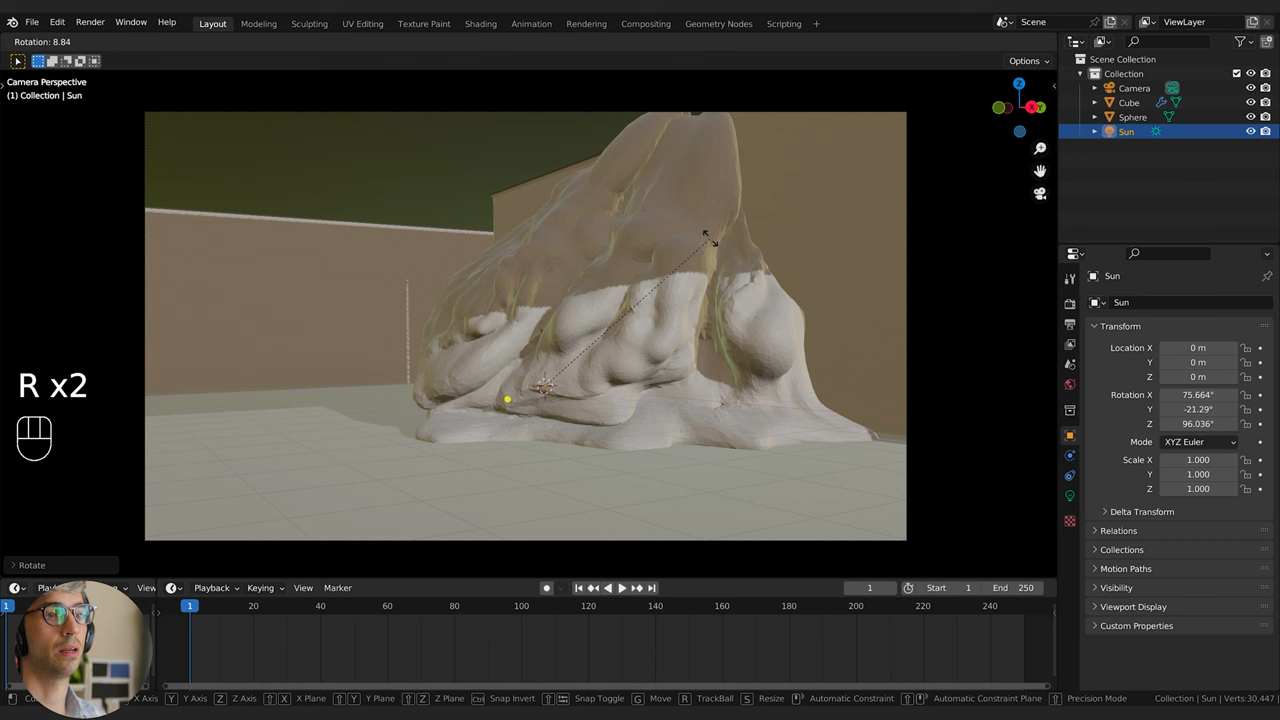 File Edit Render Window Help Layout Modeling Sculpting UV Editing Texture Paint Shading Animation Rendering Compositing Geometry Nodes Scripting + Scene ViewLayer
Rotation: 8.84
Options
Camera Perspective
(1) Collection | Sun
Scene Collection
Collection
Camera
Cube
Sphere
Sun
Z
X
Y
R x2
Sun
Sun
Transform
Location X 0 m
Y 0 m
Z 0 m
Rotation X 75.664°
Y -21.29°
Z 96.036°
Mode XYZ Euler
Scale X 1.000
Y 1.000
Z 1.000
Delta Transform
Relations
Collections
Motion Paths
Visibility
Viewport Display
Custom Properties
Rotate
View Playback Keying View Marker 1 Start 1 End 250
1 1 20 40 60 80 100 120 140 160 180 200 220 240
X Axis Y Y Axis Z Z Axis X X Plane Y Y Plane Z Z Plane Ctrl Snap Invert Snap Toggle G Move R TrackBall S Resize Automatic Constraint Automatic Constraint Plane Precision Mode Collection | Sun | Verts:30,447